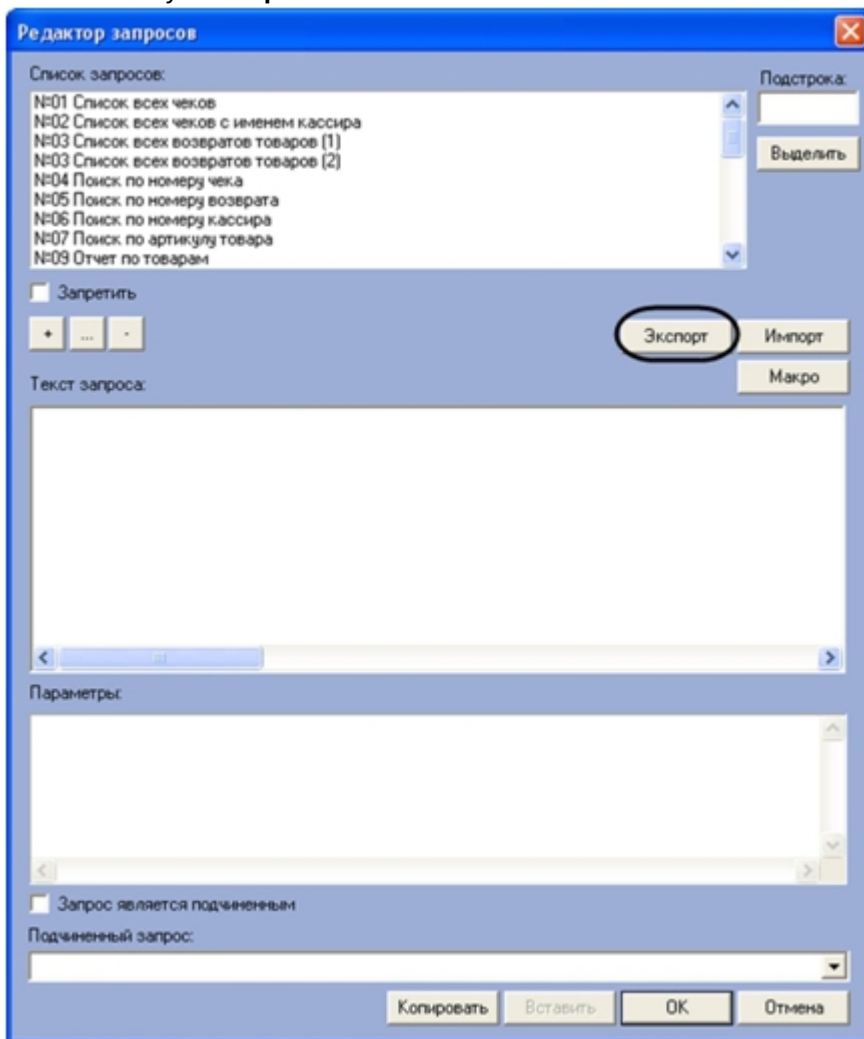 Редактор запросов
Список запросов:
Подстрока:
№01 Список всех чеков
№02 Список всех чеков с именем кассира
№03 Список всех возвратов товаров (1)
№03 Список всех возвратов товаров (2)
№04 Поиск по номеру чека
№05 Поиск по номеру возврата
№06 Поиск по номеру кассира
№07 Поиск по артикулу товара
№09 Отчет по товарам
Выделить
Запретить
+ ... -
Экспорт Импорт
Макро
Текст запроса:
Параметры:
Запрос является подчиненным
Подчиненный запрос:
Копировать Вставить OK Отмена